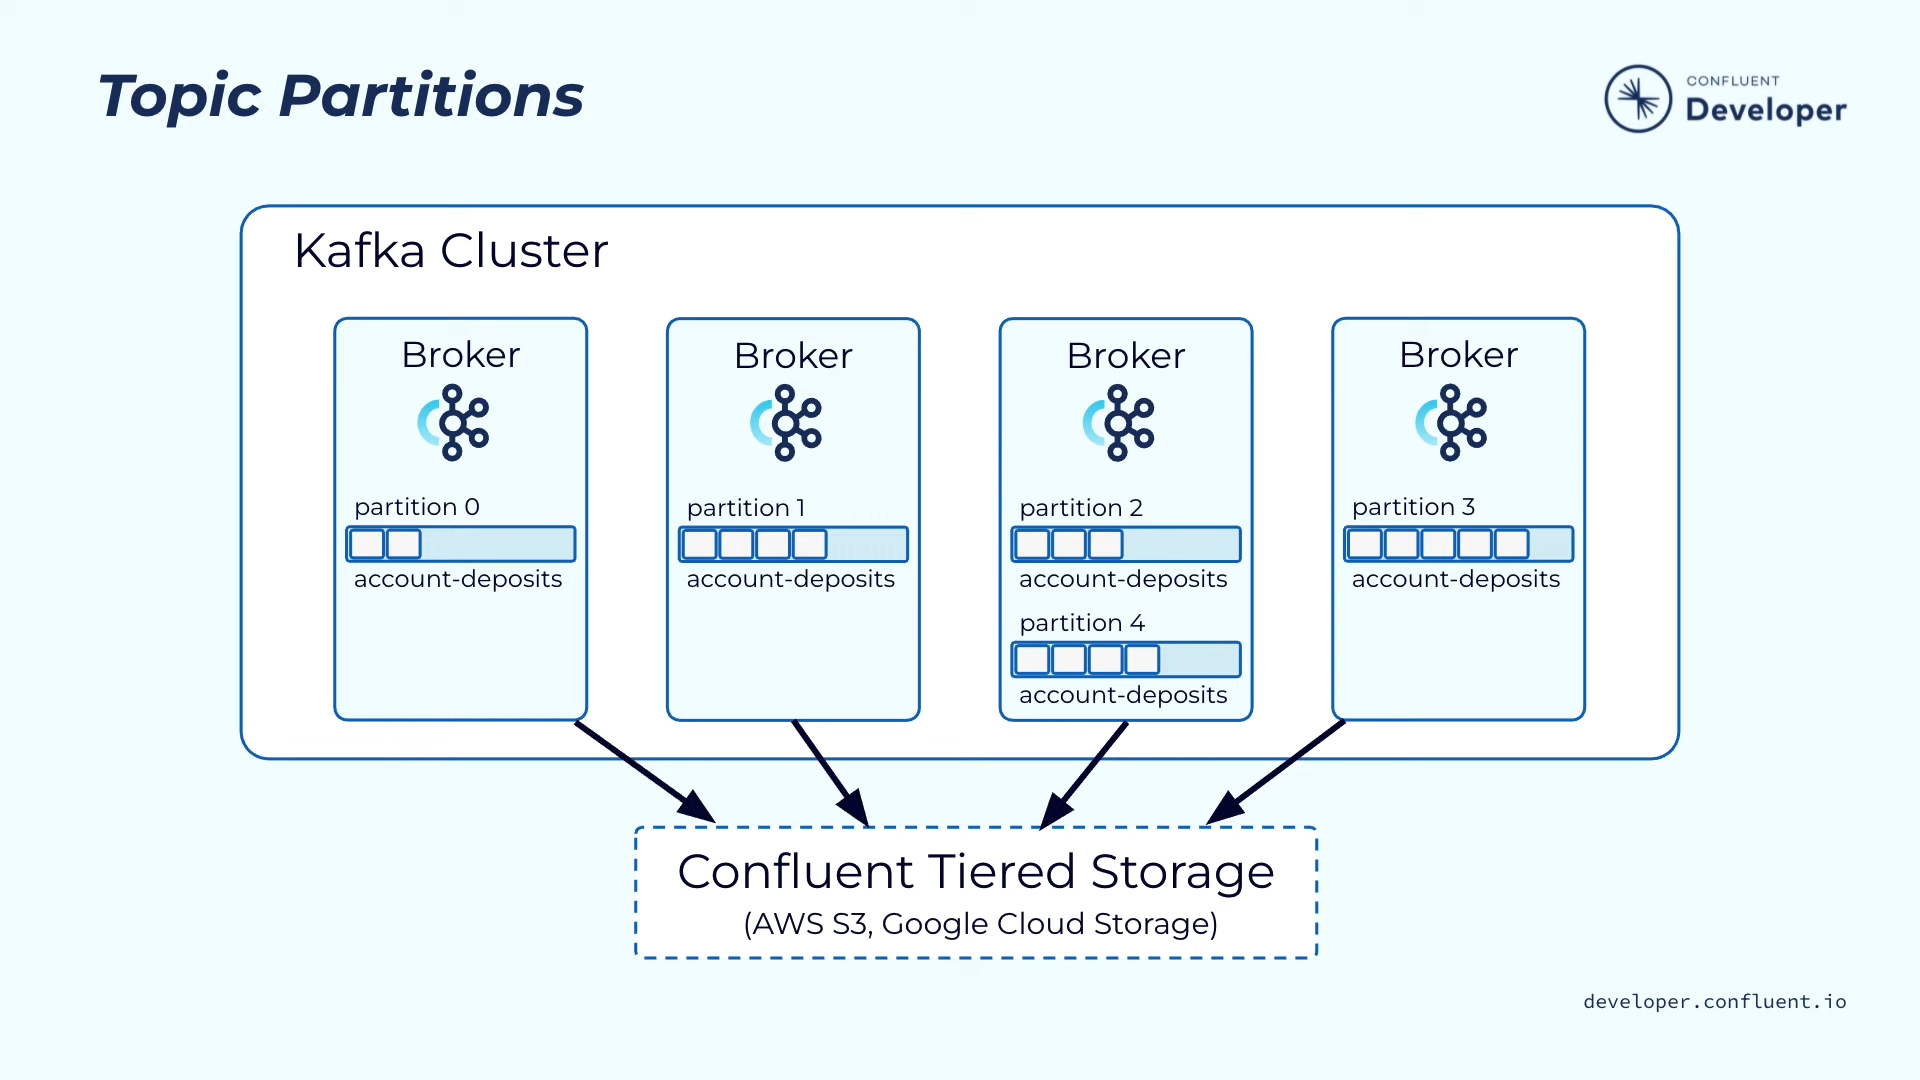 Topic Partitions
CONFLUENT
Developer
Kafka Cluster
Broker
partition 0
account-deposits
Broker
partition 1
account-deposits
Broker
partition 2
account-deposits
partition 4
account-deposits
Broker
partition 3
account-deposits
Confluent Tiered Storage
(AWS S3, Google Cloud Storage)
developer.confluent.io